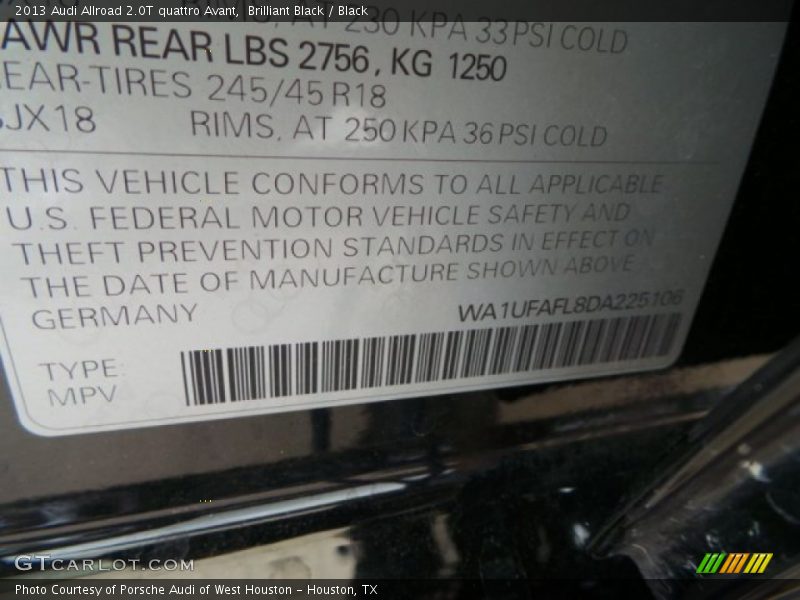 2013 Audi Allroad 2.0T quattro Avant, Brilliant Black / Black
RIMS, AT 230 KPA 33 PSI COLD
AWR REAR LBS 2756, KG 1250
EAR-TIRES 245/45 R18
JX18 RIMS, AT 250 KPA 36 PSI COLD
THIS VEHICLE CONFORMS TO ALL APPLICABLE
U.S. FEDERAL MOTOR VEHICLE SAFETY AND
THEFT PREVENTION STANDARDS IN EFFECT ON
THE DATE OF MANUFACTURE SHOWN ABOVE
GERMANY WA1UFAFL8DA225106
TYPE:
MPV
GTCARLOT.COM
Photo Courtesy of Porsche Audi of West Houston - Houston, TX